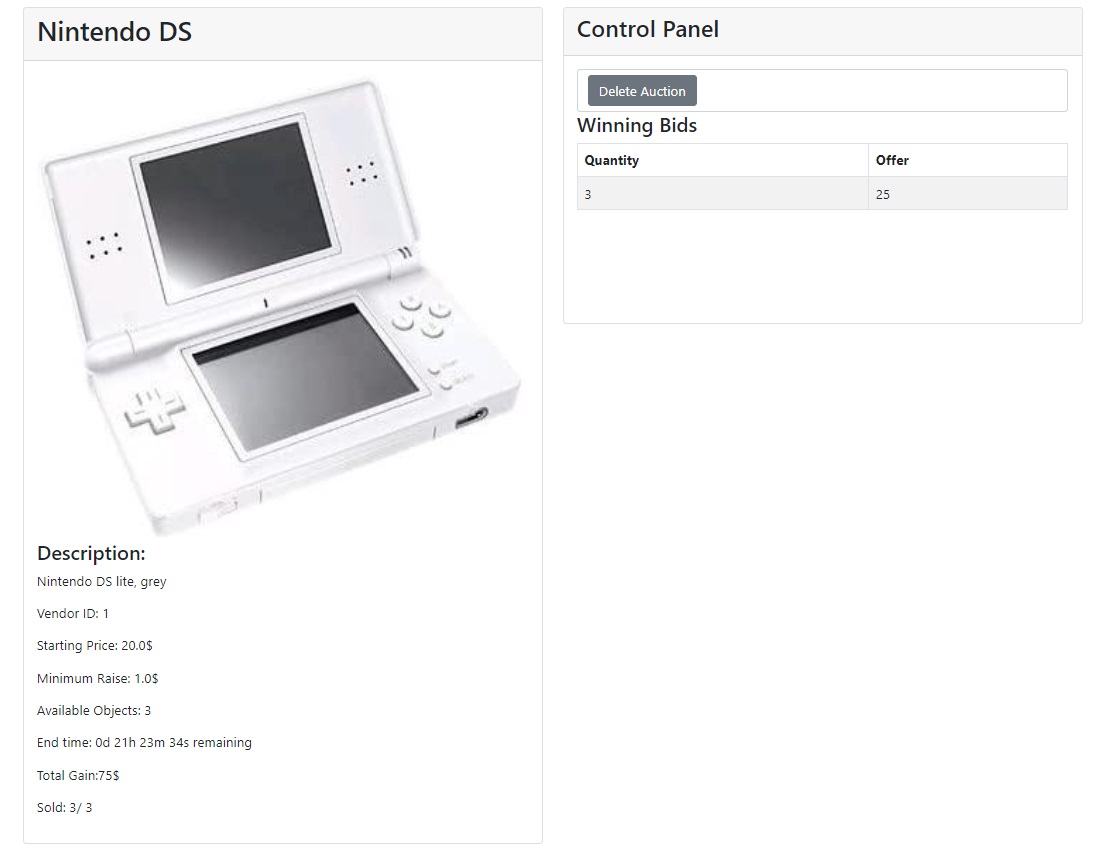 Nintendo DS
Description:
Nintendo DS lite, grey
Vendor ID: 1
Starting Price: 20.0$
Minimum Raise: 1.0$
Available Objects: 3
End time: 0d 21h 23m 34s remaining
Total Gain:75$
Sold: 3/ 3
Control Panel
Delete Auction
Winning Bids
Quantity Offer
3 25